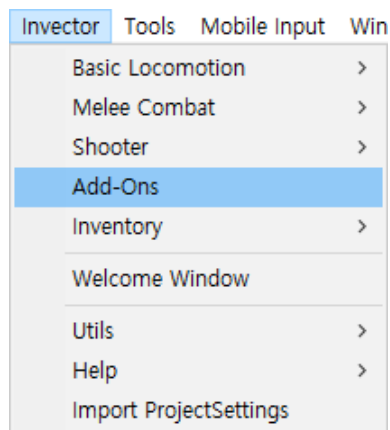 Invector Tools Mobile Input Win
Basic Locomotion
Melee Combat
Shooter
Add-Ons
Inventory
Welcome Window
Utils
Help
Import ProjectSettings